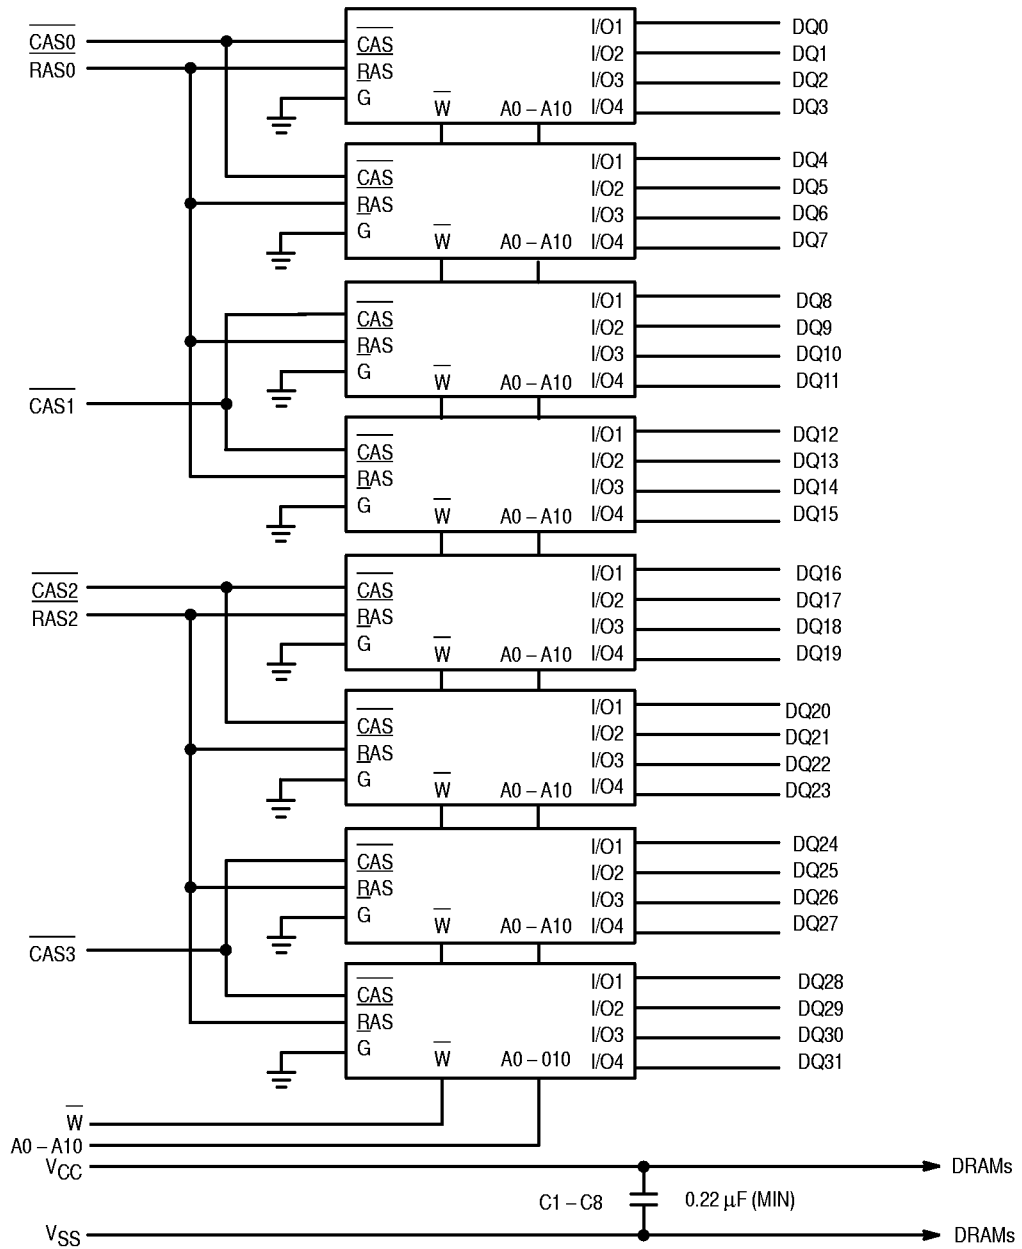 CAS0
RAS0
CAS
RAS
G
W
A0 – A10
I/O1
I/O2
I/O3
I/O4
DQ0
DQ1
DQ2
DQ3
CAS
RAS
G
W
A0 – A10
I/O1
I/O2
I/O3
I/O4
DQ4
DQ5
DQ6
DQ7
CAS1
CAS
RAS
G
W
A0 – A10
I/O1
I/O2
I/O3
I/O4
DQ8
DQ9
DQ10
DQ11
CAS
RAS
G
W
A0 – A10
I/O1
I/O2
I/O3
I/O4
DQ12
DQ13
DQ14
DQ15
CAS2
RAS2
CAS
RAS
G
W
A0 – A10
I/O1
I/O2
I/O3
I/O4
DQ16
DQ17
DQ18
DQ19
CAS
RAS
G
W
A0 – A10
I/O1
I/O2
I/O3
I/O4
DQ20
DQ21
DQ22
DQ23
CAS3
CAS
RAS
G
W
A0 – A10
I/O1
I/O2
I/O3
I/O4
DQ24
DQ25
DQ26
DQ27
CAS
RAS
G
W
A0 – 010
I/O1
I/O2
I/O3
I/O4
DQ28
DQ29
DQ30
DQ31
W
A0 – A10
VCC
DRAMs
C1 – C8
0.22 µF (MIN)
VSS
DRAMs